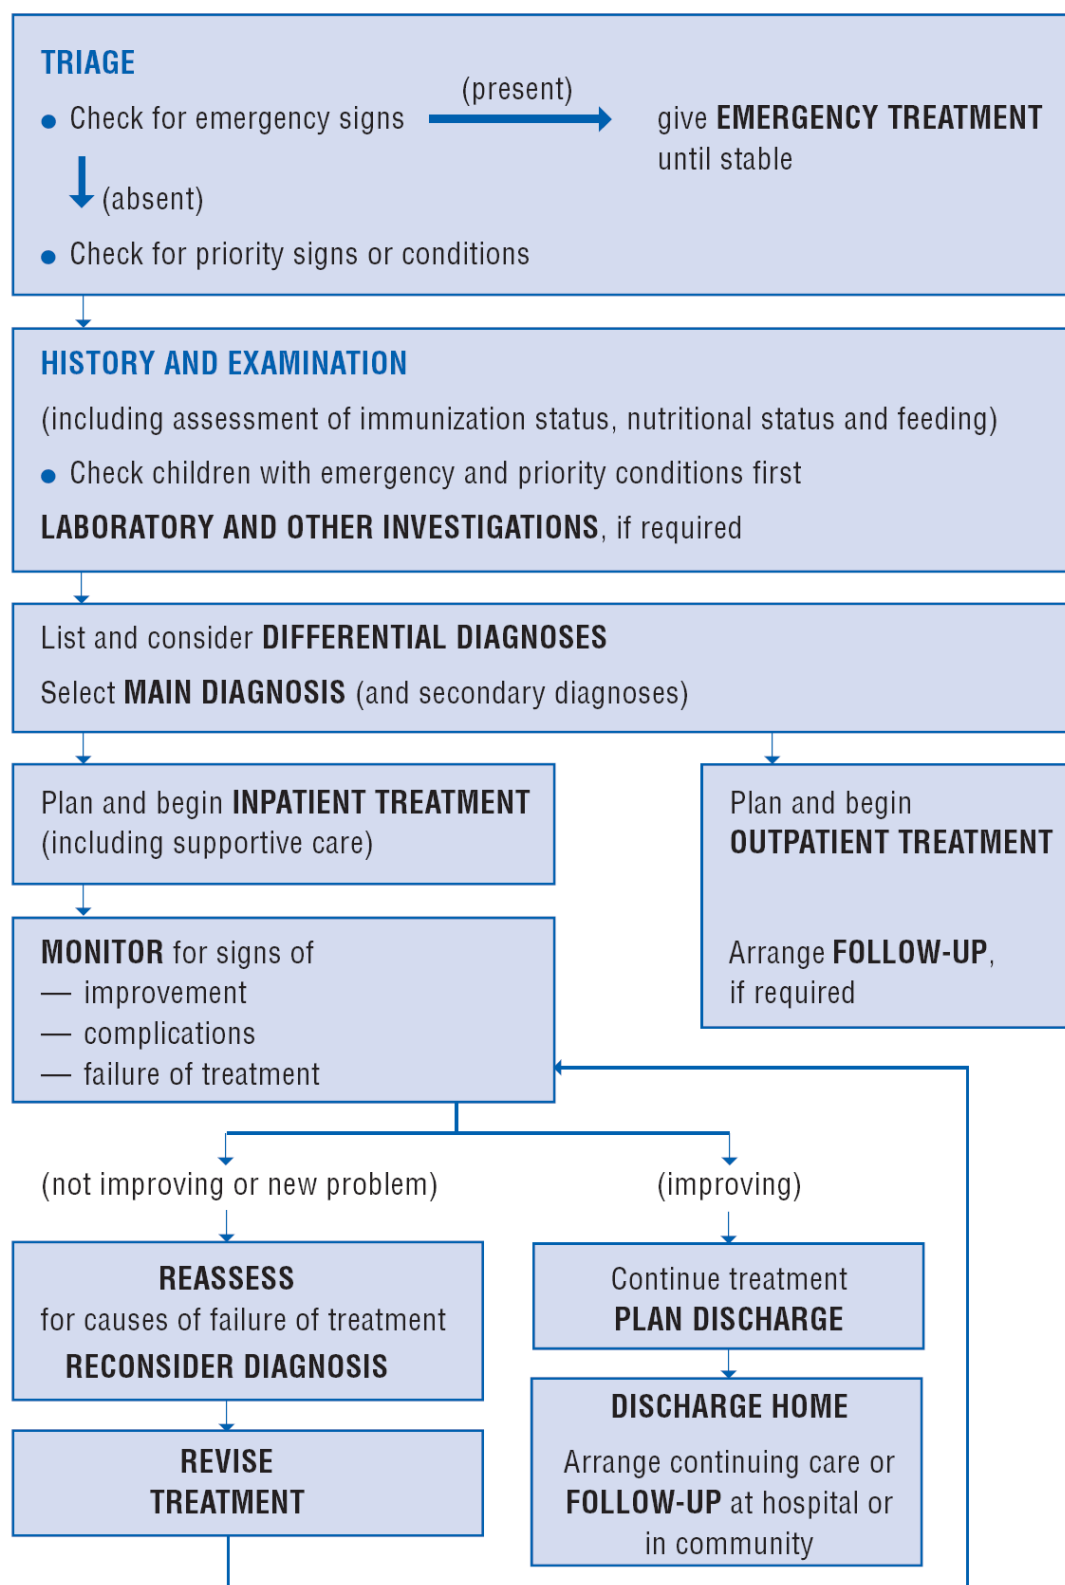 TRIAGE
(present)
● Check for emergency signs
give EMERGENCY TREATMENT
until stable
(absent)
● Check for priority signs or conditions
HISTORY AND EXAMINATION
(including assessment of immunization status, nutritional status and feeding)
● Check children with emergency and priority conditions first
LABORATORY AND OTHER INVESTIGATIONS, if required
List and consider DIFFERENTIAL DIAGNOSES
Select MAIN DIAGNOSIS (and secondary diagnoses)
Plan and begin INPATIENT TREATMENT
(including supportive care)
Plan and begin
OUTPATIENT TREATMENT
Arrange FOLLOW-UP,
if required
MONITOR for signs of
— improvement
— complications
— failure of treatment
(not improving or new problem)
(improving)
REASSESS
for causes of failure of treatment
RECONSIDER DIAGNOSIS
Continue treatment
PLAN DISCHARGE
REVISE
TREATMENT
DISCHARGE HOME
Arrange continuing care or
FOLLOW-UP at hospital or
in community